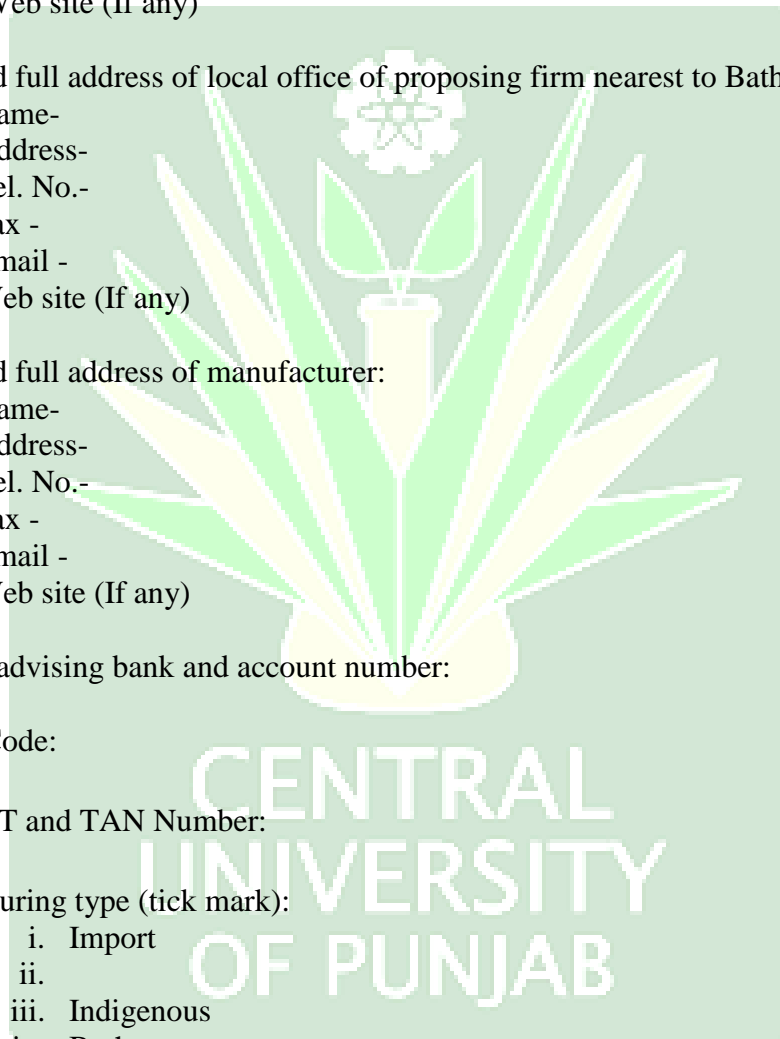 Web site (If any)
d full address of local office of proposing firm nearest to Bath
ame-
ddress-
el. No.-
ax -
mail -
Web site (If any)
d full address of manufacturer:
ame-
ddress-
el. No.-
ax -
mail -
Web site (If any)
advising bank and account number:
Code:
T and TAN Number:
uring type (tick mark):
i. Import
ii.
iii. Indigenous
CENTRAL
UNIVERSITY
OF PUNJAB